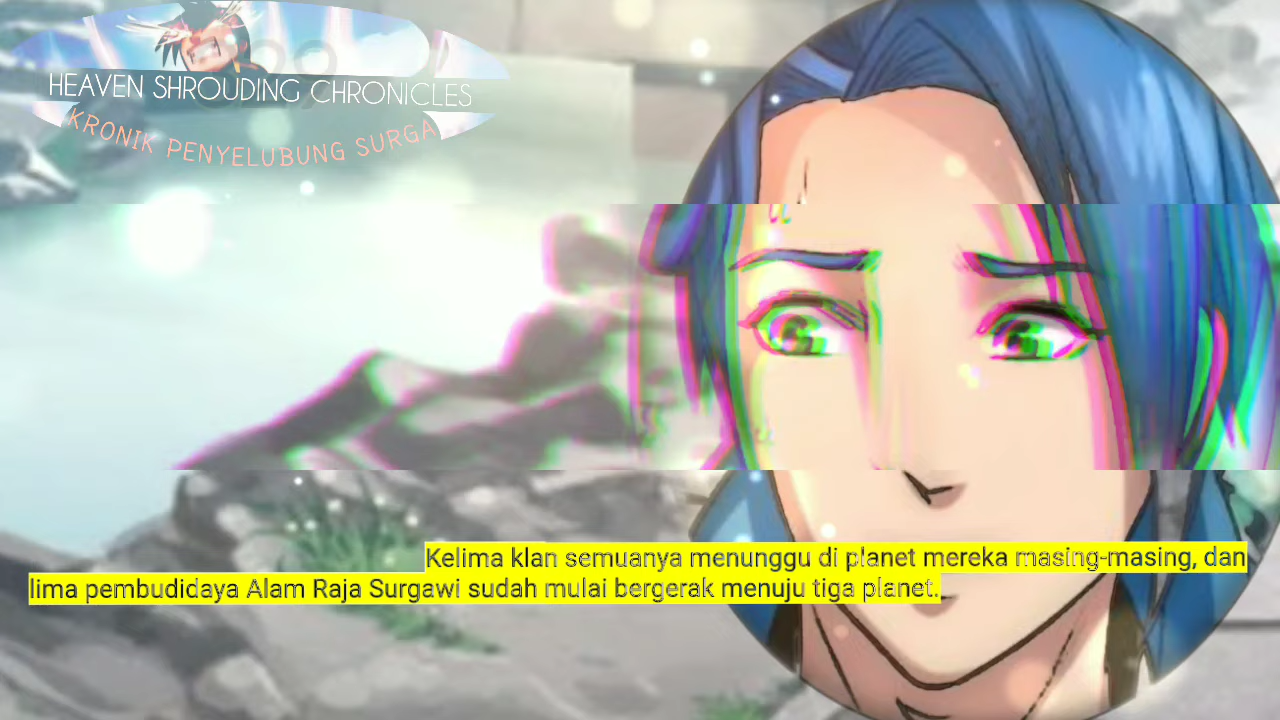 HEAVEN SHROUDING CHRONICLES
KRONIK PENYELUBUNG SURGA
Kelima klan semuanya menunggu di planet mereka masing-masing, dan
lima pembudidaya Alam Raja Surgawi sudah mulai bergerak menuju tiga planet.